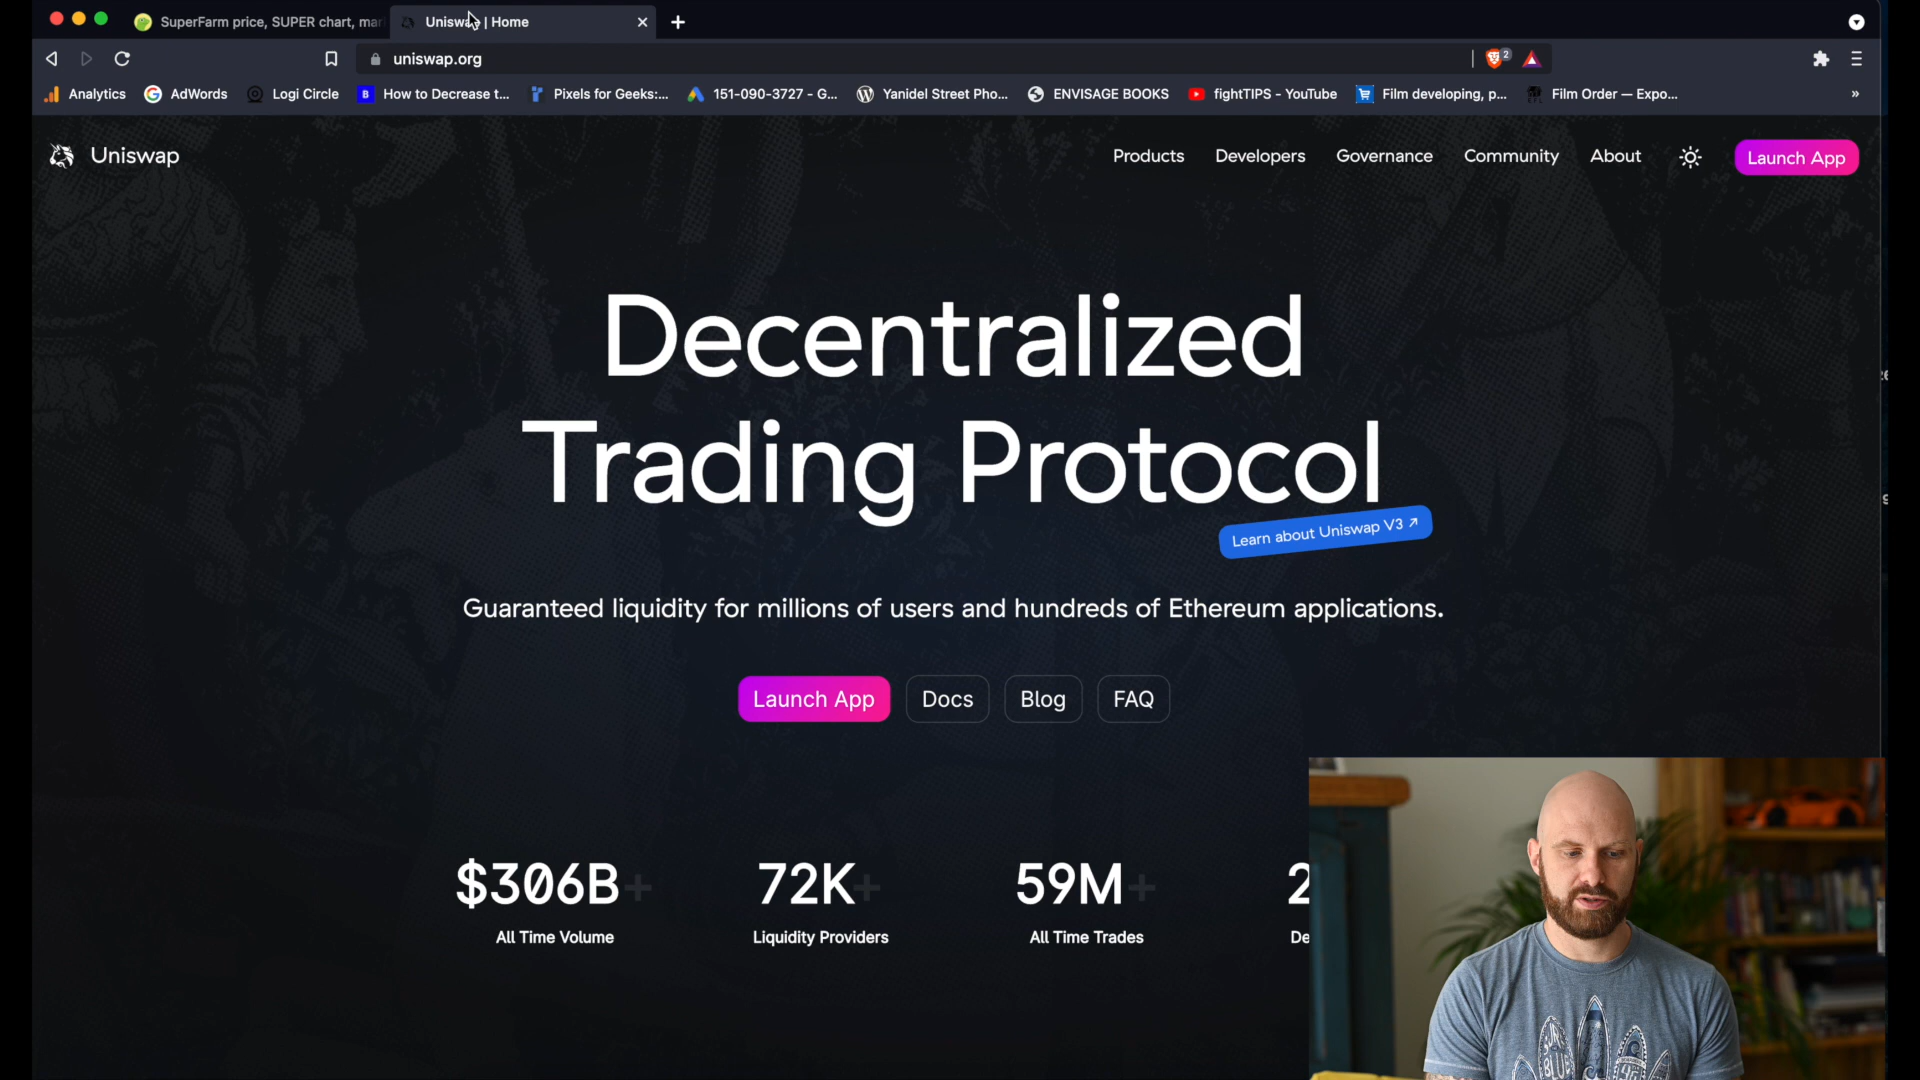 SuperFarm price, SUPER chart, mar
Uniswap | Home
uniswap.org
2
Analytics
AdWords
Logi Circle
B
How to Decrease t...
Pixels for Geeks:...
151-090-3727 - G...
Yanidel Street Pho...
ENVISAGE BOOKS
fightTIPS - YouTube
Film developing, p...
Film Order — Expo...
»
Uniswap
Products
Developers
Governance
Community
About
Launch App
Decentralized
Trading Protocol
Learn about Uniswap V3 ↗
Guaranteed liquidity for millions of users and hundreds of Ethereum applications.
Launch App
Docs
Blog
FAQ
$306B+
72K+
59M+
2
All Time Volume
Liquidity Providers
All Time Trades
De